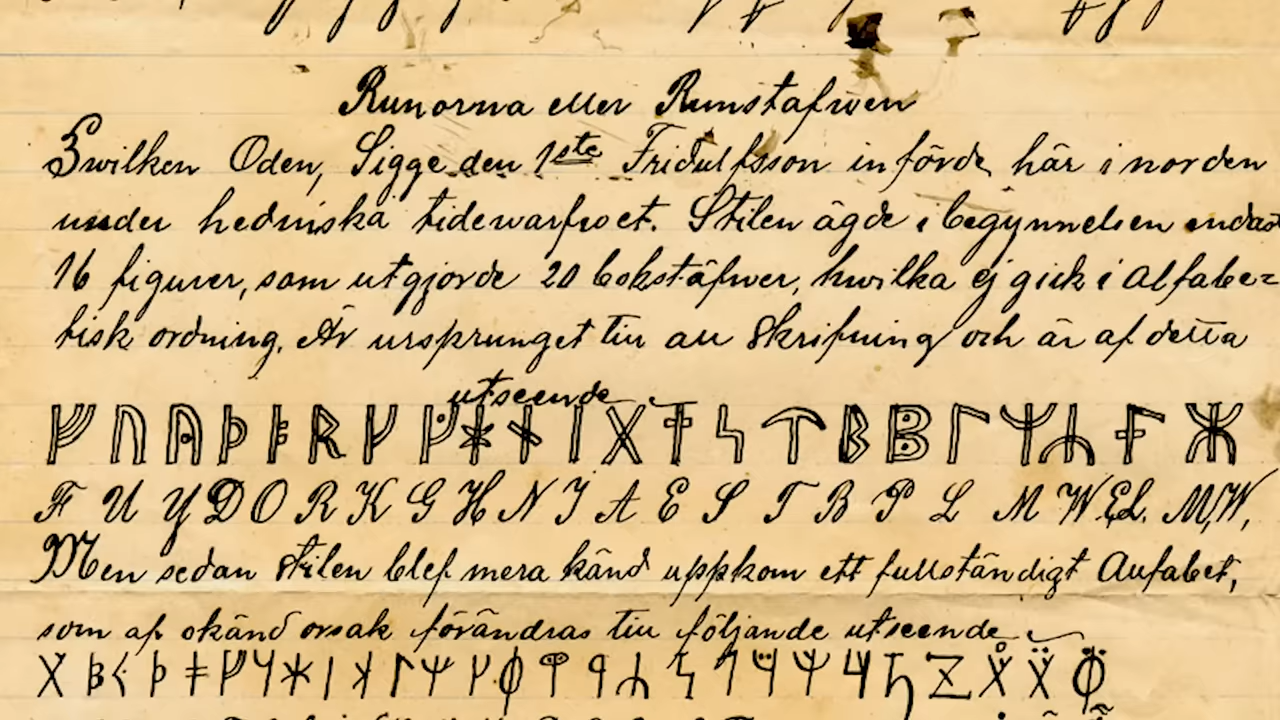 Runorna eller Runstafwen
Hwilken Oden, Sigge den 1ste Fridulfsson införde här i norden
under hedniska tidewarfwet. Stilen ägde i begynnelsen endast
16 figurer, som utgjorde 20 bokstäfwer, hwilka ej gick i Alfabe=
tisk ordning. Är ursprunget till all Skrifning och är af detta
utseende
ᚠ ᚢ ᚤ ᚦ ᚮ ᚱ ᚴ ᚵ ᚼ ᚾ ᛁ ᚷ ᛋ ᛏ ᛒ ᛚ ᛘ ᛦ ᛯ
F U Y D O R K G H N I A E S T B P L M W EL. M,W,
Men sedan stilen blef mera känd uppkom ett fullständigt Allfabet,
som af okänd orsak förändras till följande utseende
ᚷ ᛒ ᚲ ᚦ ᚠ ᚼ ᛁ ᛚ ᛘ ᛦ ᛋ